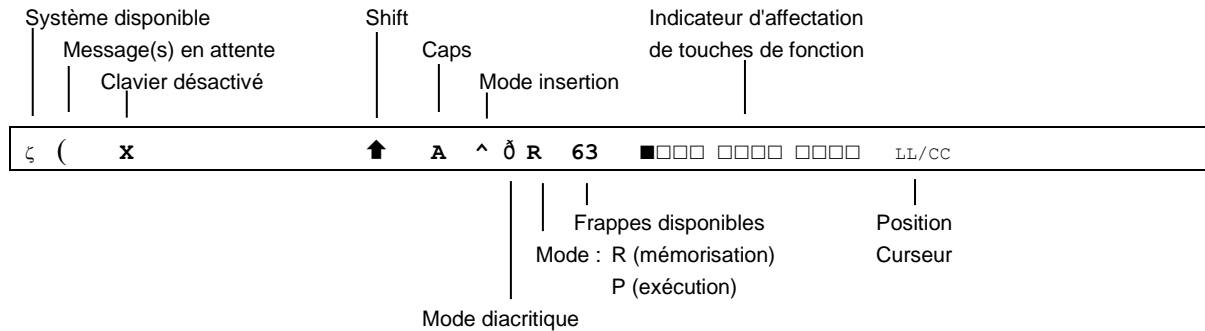 Système disponible Shift Indicateur d'affectation
Message(s) en attente Caps de touches de fonction
Clavier désactivé Mode insertion
ζ ( X ⬆ A ^ ð R 63 ■□□□ □□□□ □□□□ LL/CC
Frappes disponibles Position
Mode : R (mémorisation) Curseur
P (exécution)
Mode diacritique